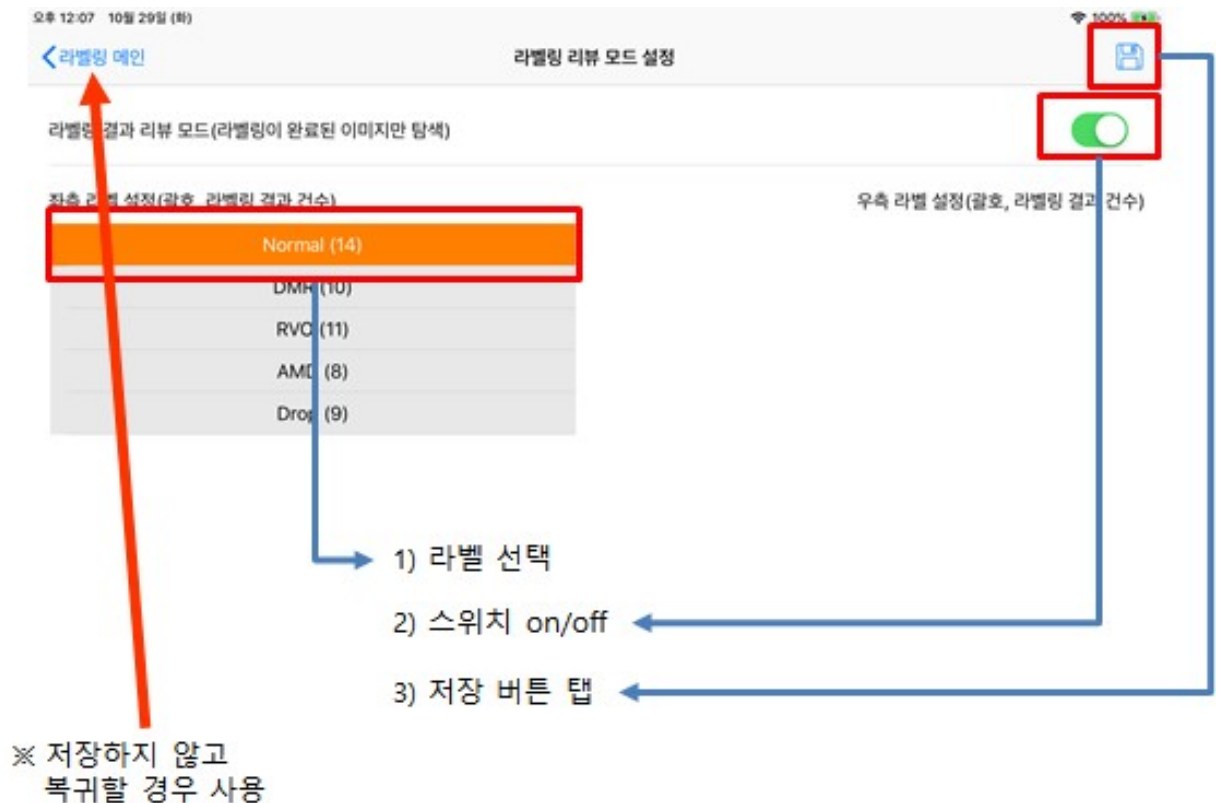 오후 12:07 10월 29일 (화) 100%
라벨링 메인 라벨링 리뷰 모드 설정
라벨링 결과 리뷰 모드(라벨링이 완료된 이미지만 탐색)
좌측 라벨 설정(괄호, 라벨링 결과 건수) 우측 라벨 설정(괄호, 라벨링 결과 건수)
Normal (14)
DMR (10)
RVO (11)
AMD (8)
Drop (9)
1) 라벨 선택
2) 스위치 on/off
3) 저장 버튼 탭
※ 저장하지 않고
복귀할 경우 사용